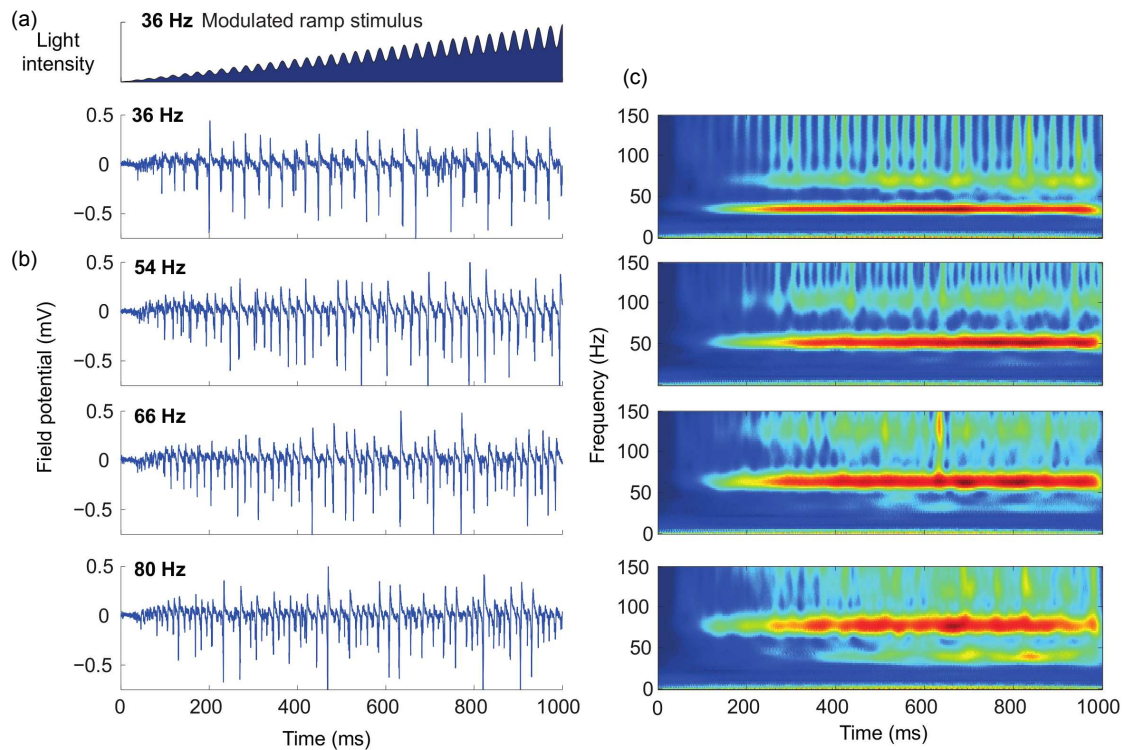 (a)
36 Hz Modulated ramp stimulus
Light
intensity
36 Hz
0.5
0
−0.5
(b)
54 Hz
0.5
0
−0.5
66 Hz
0.5
0
−0.5
80 Hz
0.5
0
−0.5
Field potential (mV)
0 200 400 600 800 1000
Time (ms)
(c)
150
100
50
0
150
100
50
150
100
50
0
150
100
50
0
Frequency (Hz)
0 200 400 600 800 1000
Time (ms)